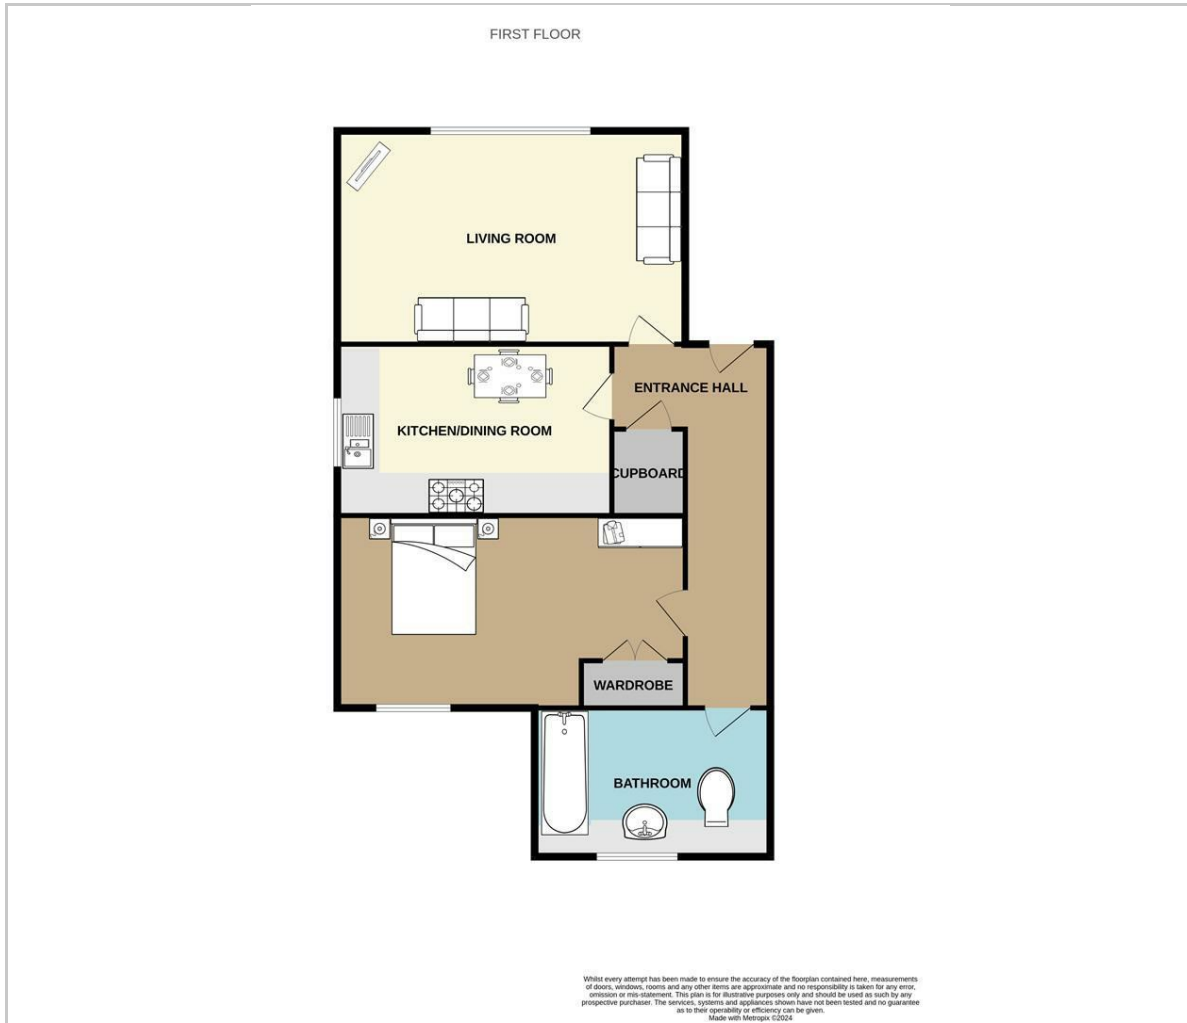 FIRST FLOOR
LIVING ROOM
ENTRANCE HALL
KITCHEN/DINING ROOM
CUPBOARD
WARDROBE
BATHROOM
Whilst every attempt has been made to ensure the accuracy of the floorplan contained here, measurements
of doors, windows, rooms and any other items are approximate and no responsibility is taken for any error,
omission or mis-statement. This plan is for illustrative purposes only and should be used as such by any
prospective purchaser. The services, systems and appliances shown have not been tested and no guarantee
as to their operability or efficiency can be given.
Made with Metropix ©2024